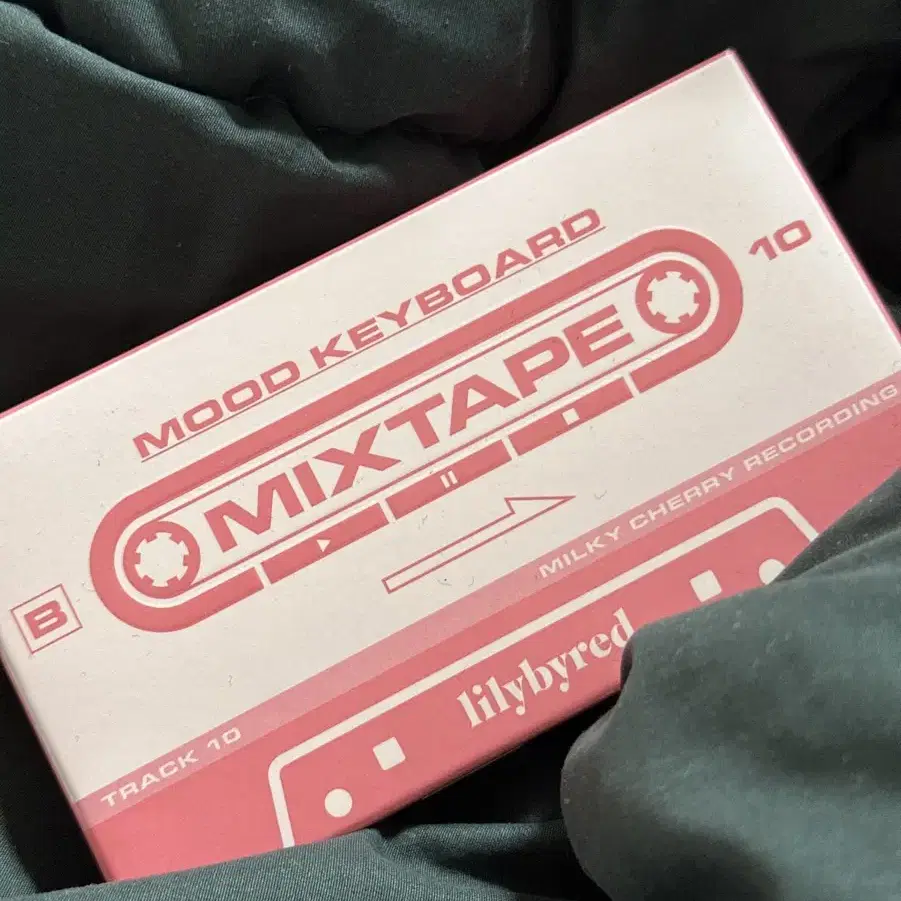 MOOD KEYBOARD
10
MIXTAPE
B
MILKY CHERRY RECORDING
TRACK 10
lilybyred